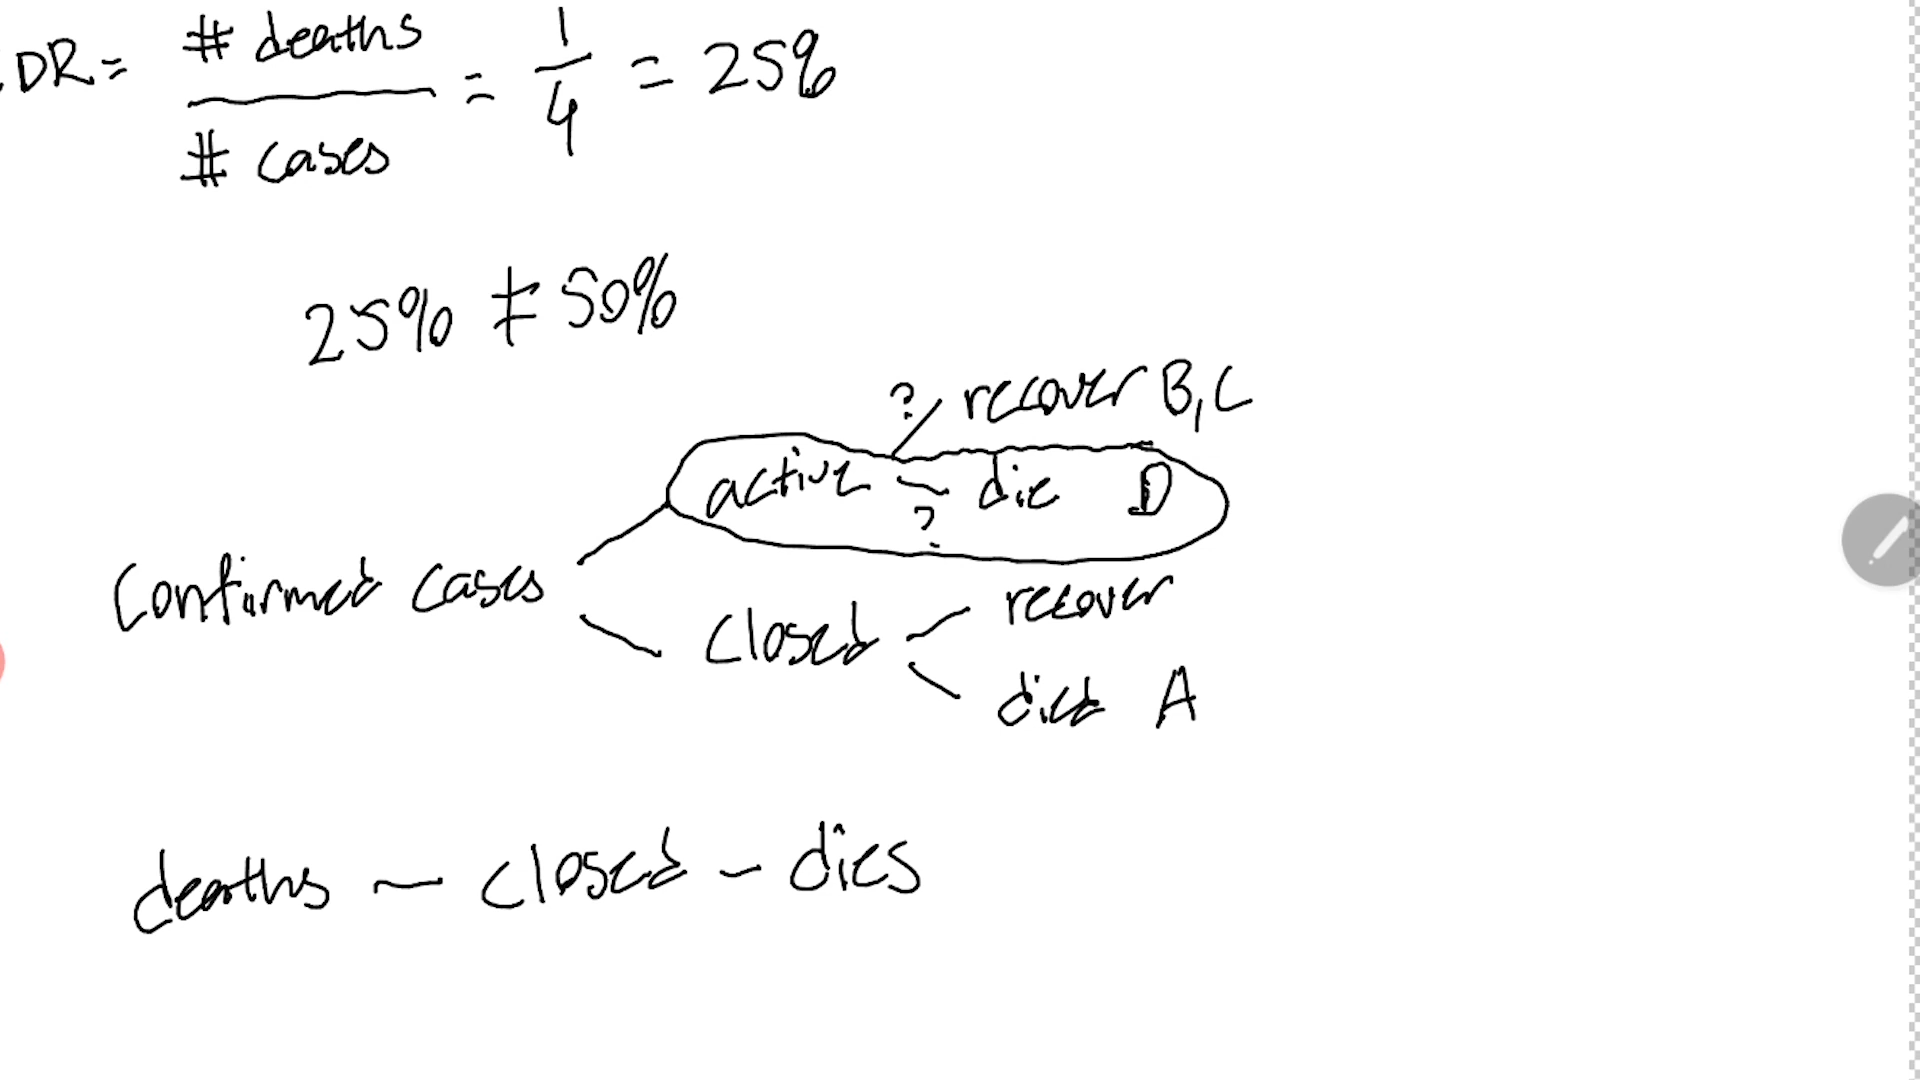 DR = # deaths / # cases = 1/4 = 25%
25% ≠ 50%
? recover B, C
active — die D
?
Confirmed cases
recover
closed
died A
deaths — closed — dies